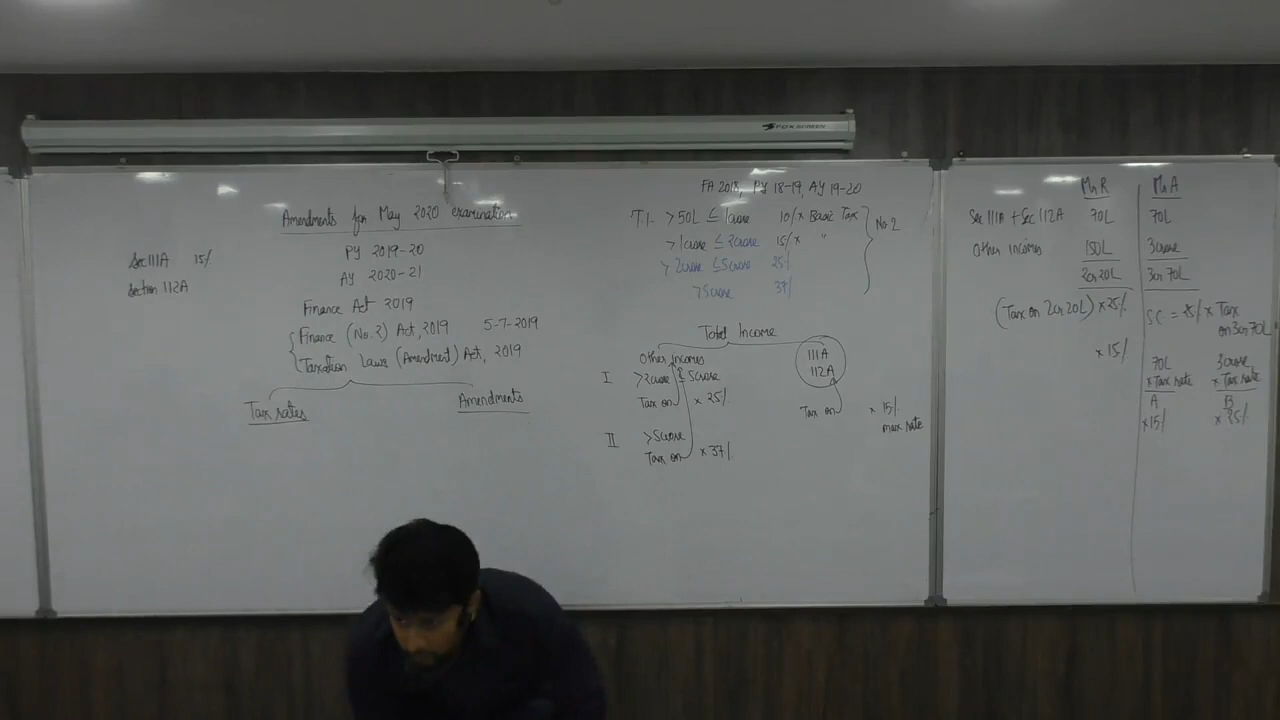 FOX SCREEN
Amendments for May 2020 examination
PY 2019-20
AY 2020-21
Sec 111A 15%
Section 112A
Finance Act 2019
Finance (No.2) Act, 2019 5-7-2019
Taxation Laws (Amendment) Act, 2019
Tax rates
Amendments
FA 2018, PY 18-19, AY 19-20
T.I. >50L ≤ 1crore 10% x Basic Tax
>1crore ≤ 2crore 15% x "
>2crore ≤5crore 25%
>5crore 37%
No.2
Total Income
Other incomes
111A
112A
I >2crore ≤ 5crore
Tax on x 25%
Tax on x 15%
max rate
II >5crore
Tax on x 37%
Mr R Mr A
Sec 111A + Sec 112A 70L 70L
Other incomes 150L 3crore
2cr 20L 3cr 70L
(Tax on 2cr 20L) x 25%
x 15%
SC = 25% x Tax
on 3cr 70L
70L 3crore
x Tax rate x Tax rate
A B
x 15% x 25%